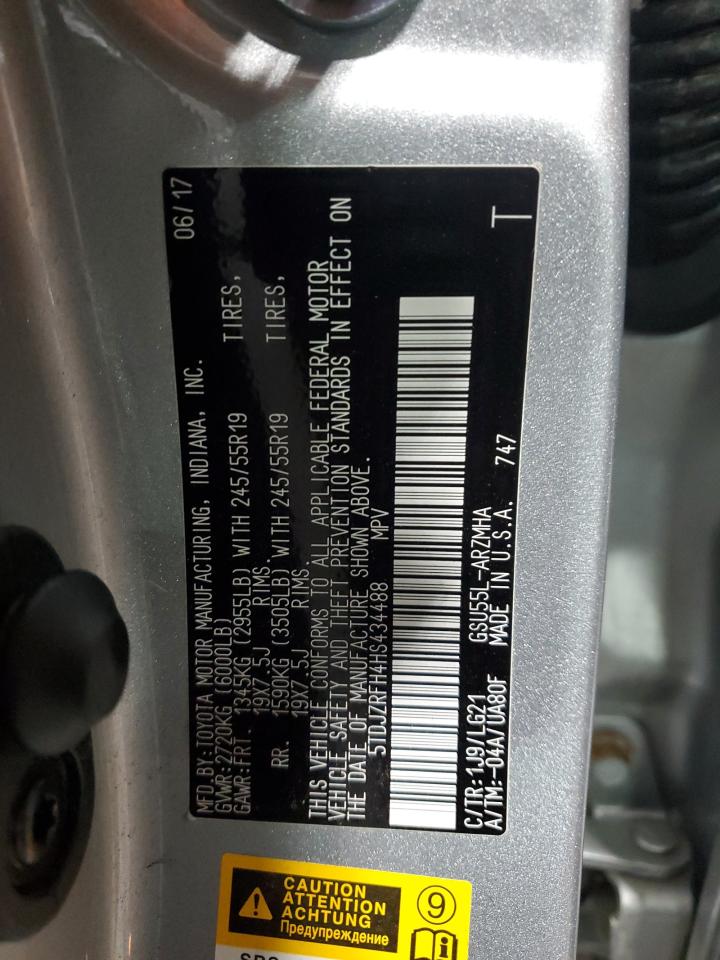 MFD.BY:TOYOTA MOTOR MANUFACTURING, INDIANA, INC. 06/17
GVWR:2720KG (6000LB)
GAWR:FRT. 1345KG (2955LB) WITH 245/55R19 TIRES,
19X7.5J RIMS.
RR. 1590KG (3505LB) WITH 245/55R19 TIRES,
19X7.5J RIMS.
THIS VEHICLE CONFORMS TO ALL APPLICABLE FEDERAL MOTOR
VEHICLE SAFETY AND THEFT PREVENTION STANDARDS IN EFFECT ON
THE DATE OF MANUFACTURE SHOWN ABOVE.
5TDJZRFH4HS434488 MPV
C/TR:1J9/LG21 GSU55L-ARZMHA
A/TM:-04A/UA80F MADE IN U.S.A. 747 T
CAUTION
ATTENTION
ACHTUNG
Предупреждение
9